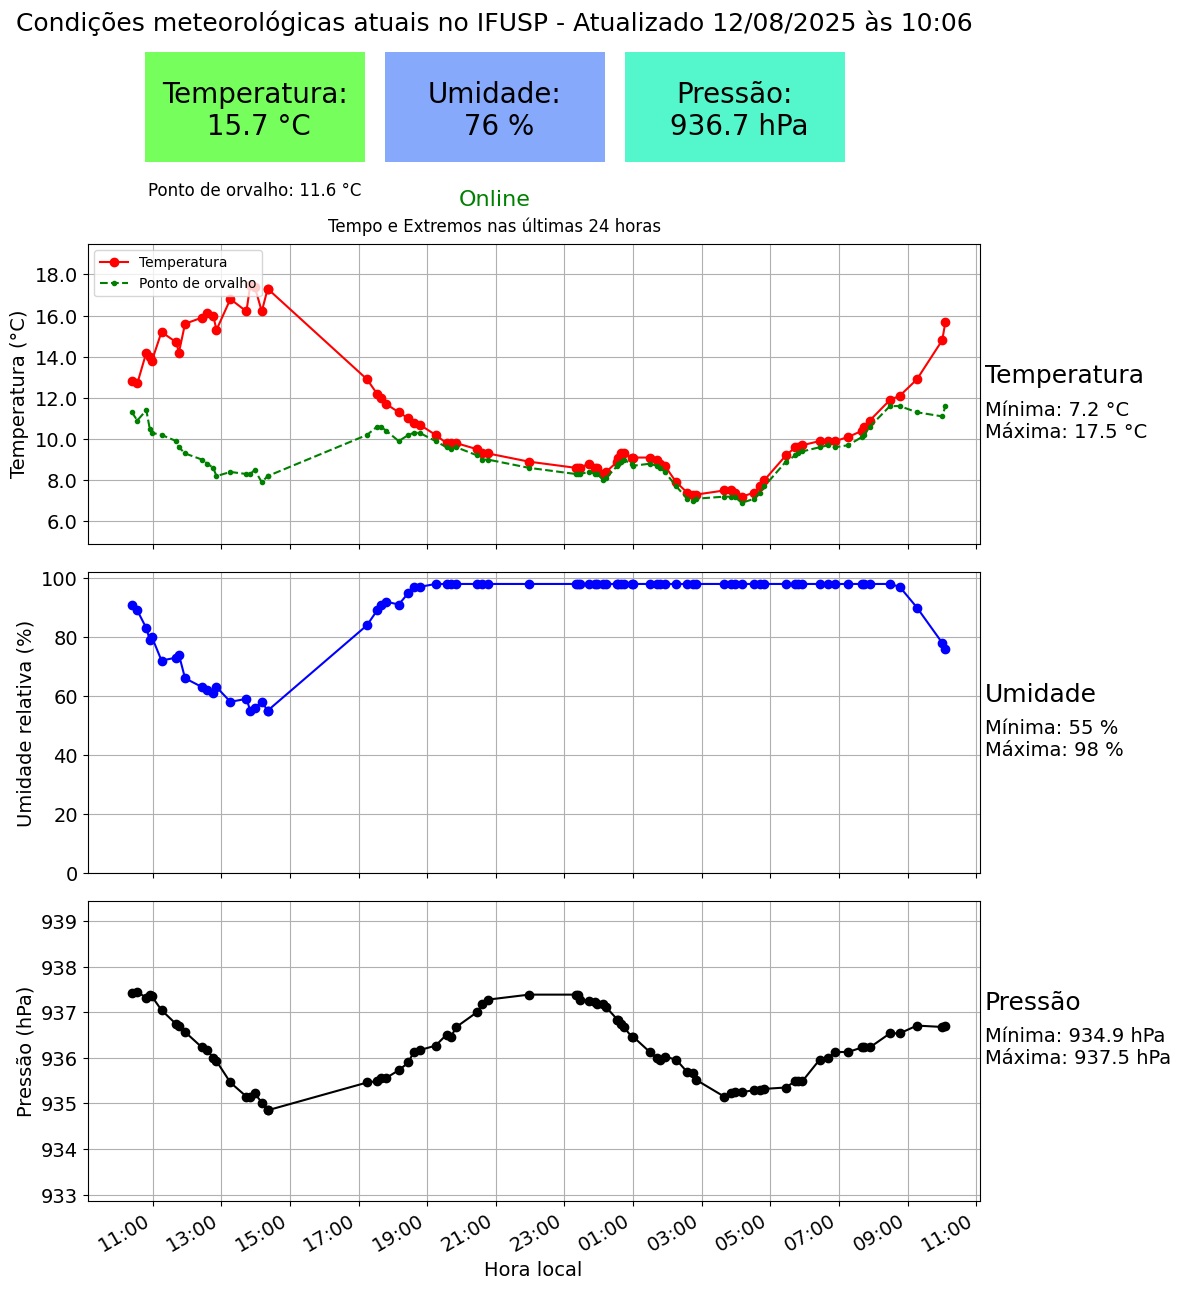 Condições meteorológicas atuais no IFUSP - Atualizado 12/08/2025 às 10:06
Temperatura:
15.7 °C
Umidade:
76 %
Pressão:
936.7 hPa
Ponto de orvalho: 11.6 °C
Online
Tempo e Extremos nas últimas 24 horas
Temperatura
Ponto de orvalho
Temperatura (°C)
18.0
16.0
14.0
12.0
10.0
8.0
6.0
Temperatura
Mínima: 7.2 °C
Máxima: 17.5 °C
Umidade relativa (%)
100
80
60
40
20
0
Umidade
Mínima: 55 %
Máxima: 98 %
Pressão (hPa)
939
938
937
936
935
934
933
Pressão
Mínima: 934.9 hPa
Máxima: 937.5 hPa
11:00 13:00 15:00 17:00 19:00 21:00 23:00 01:00 03:00 05:00 07:00 09:00 11:00
Hora local